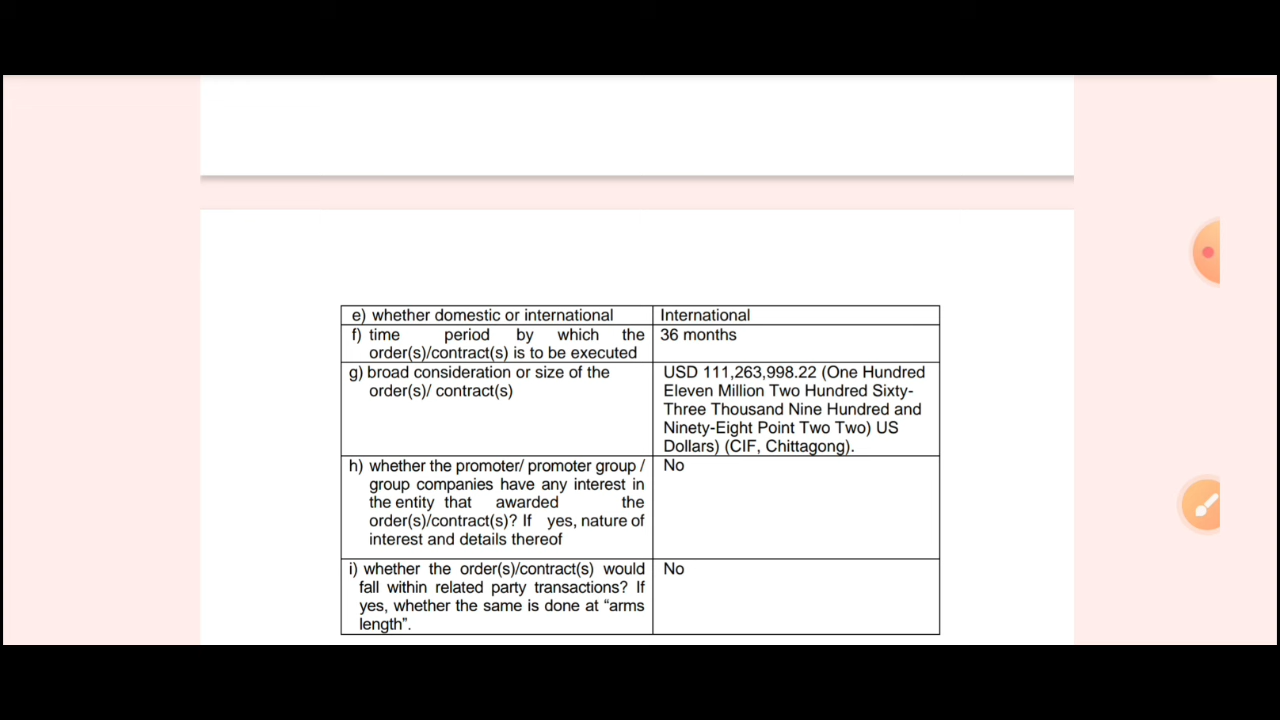 e) whether domestic or international
International
f) time period by which the
order(s)/contract(s) is to be executed
36 months
g) broad consideration or size of the
order(s)/ contract(s)
USD 111,263,998.22 (One Hundred
Eleven Million Two Hundred Sixty-
Three Thousand Nine Hundred and
Ninety-Eight Point Two Two) US
Dollars) (CIF, Chittagong).
h) whether the promoter/ promoter group /
group companies have any interest in
the entity that awarded the
order(s)/contract(s)? If yes, nature of
interest and details thereof
No
i) whether the order(s)/contract(s) would
fall within related party transactions? If
yes, whether the same is done at “arms
length”.
No